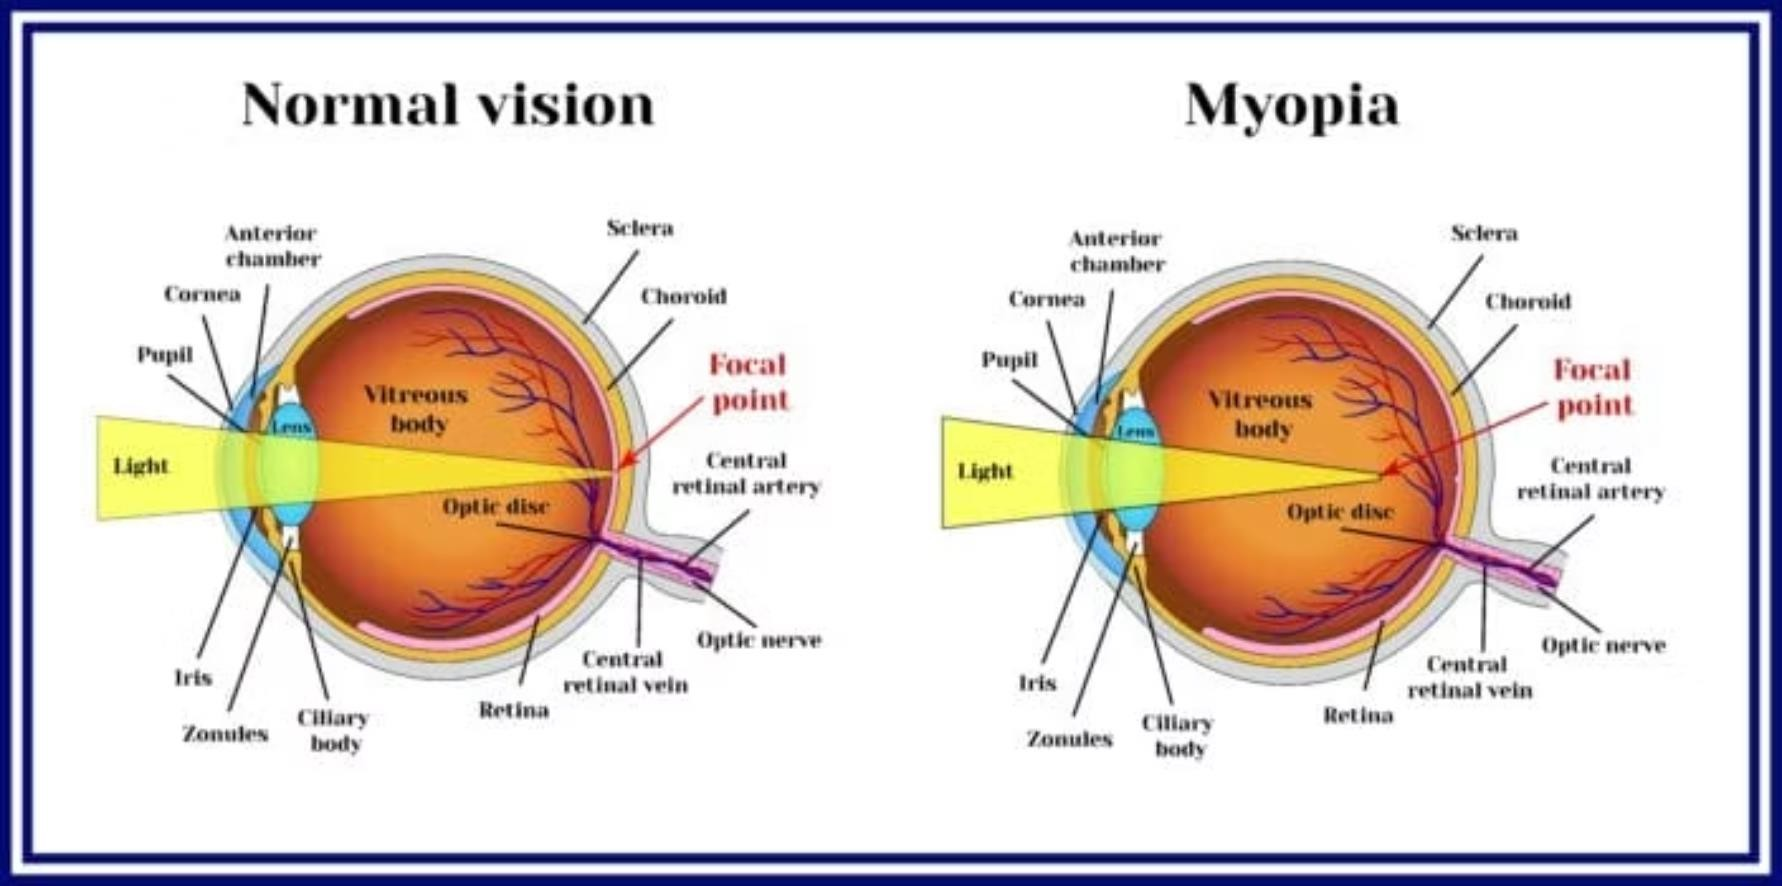 Normal vision
Anterior
chamber
Sclera
Cornea
Choroid
Pupil
Focal
point
Vitreous
body
Lens
Light
Central
retinal artery
Optic disc
Optic nerve
Central
retinal vein
Iris
Retina
Zonules
Ciliary
body
Myopia
Anterior
chamber
Sclera
Cornea
Choroid
Pupil
Focal
point
Vitreous
body
Lens
Light
Central
retinal artery
Optic disc
Optic nerve
Central
retinal vein
Iris
Retina
Zonules
Ciliary
body